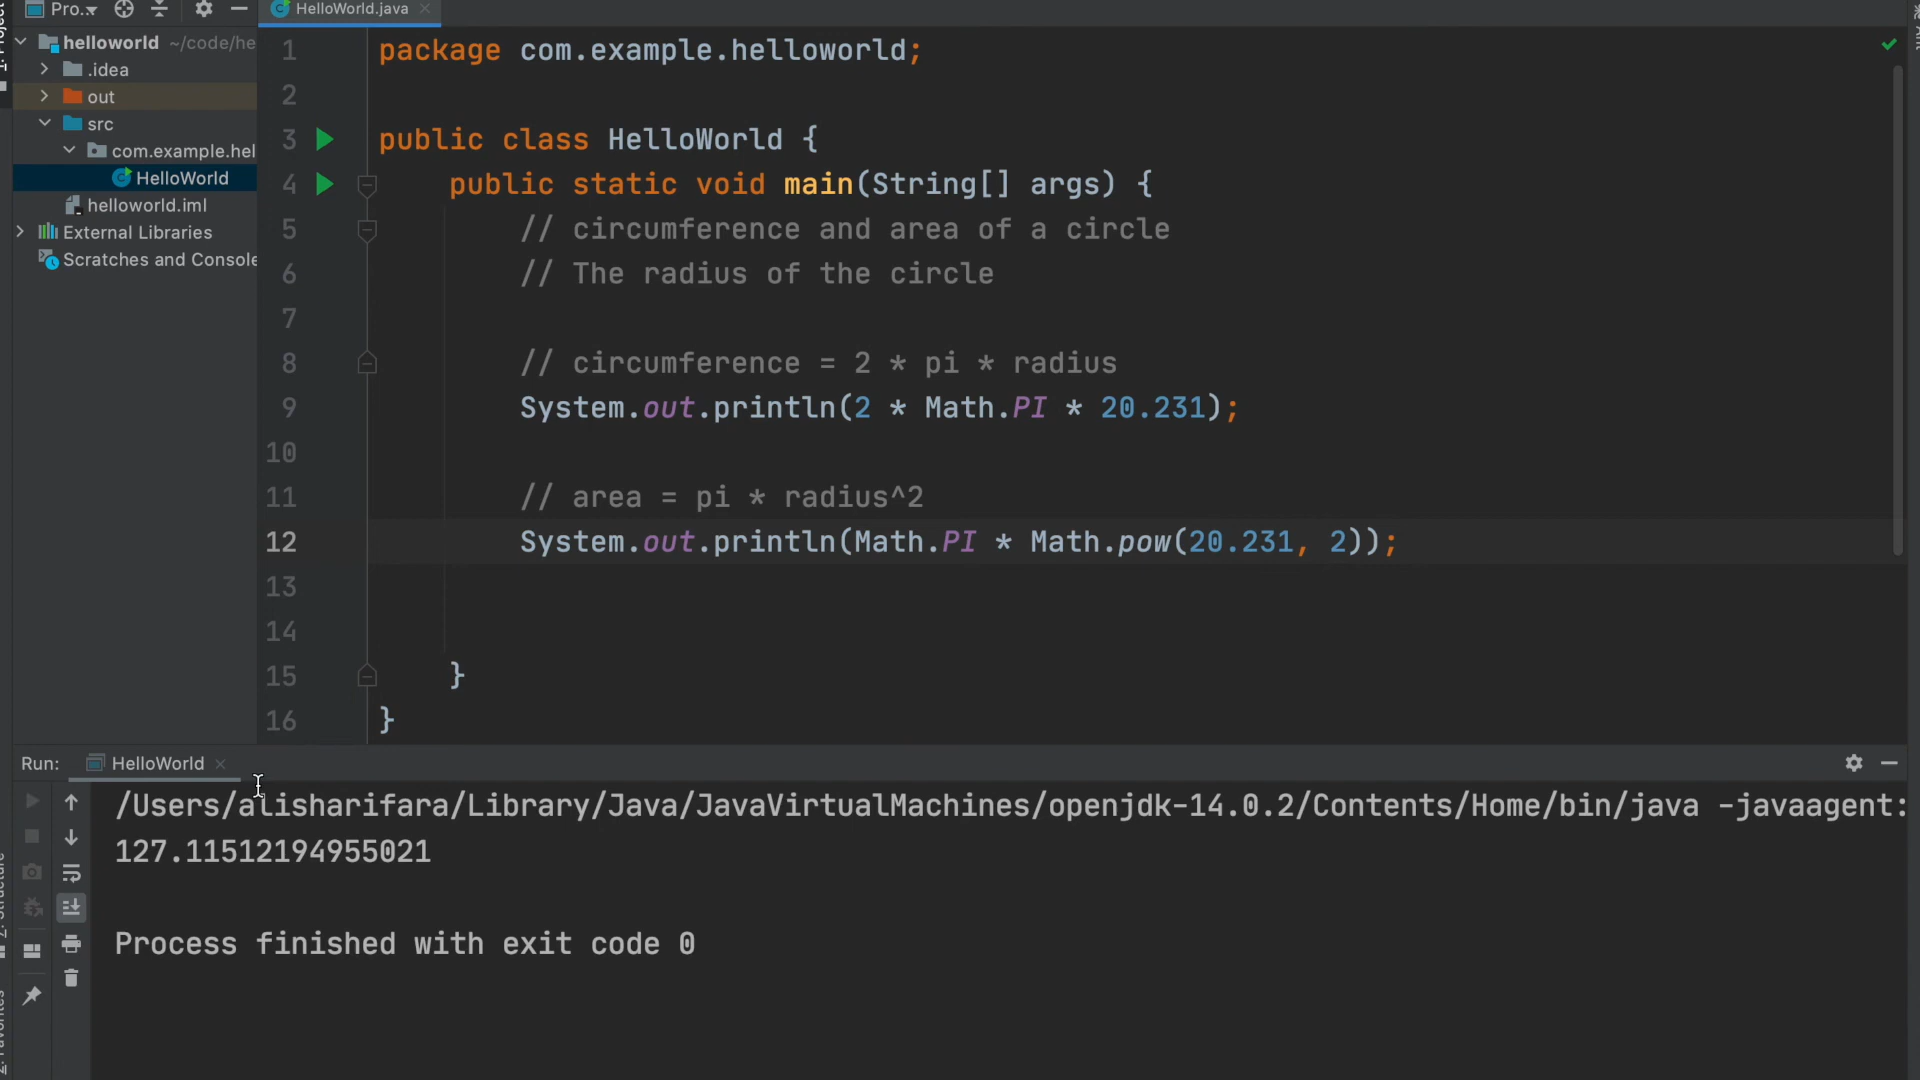 Pro...
HelloWorld.java
helloworld ~/code/he
.idea
out
src
com.example.hel
HelloWorld
helloworld.iml
External Libraries
Scratches and Console
1 package com.example.helloworld;
2
3 public class HelloWorld {
4 public static void main(String[] args) {
5 // circumference and area of a circle
6 // The radius of the circle
7
8 // circumference = 2 * pi * radius
9 System.out.println(2 * Math.PI * 20.231);
10
11 // area = pi * radius^2
12 System.out.println(Math.PI * Math.pow(20.231, 2));
13
14
15 }
16 }
Run: HelloWorld
/Users/alisharifara/Library/Java/JavaVirtualMachines/openjdk-14.0.2/Contents/Home/bin/java -javaagent:
127.11512194955021
Process finished with exit code 0